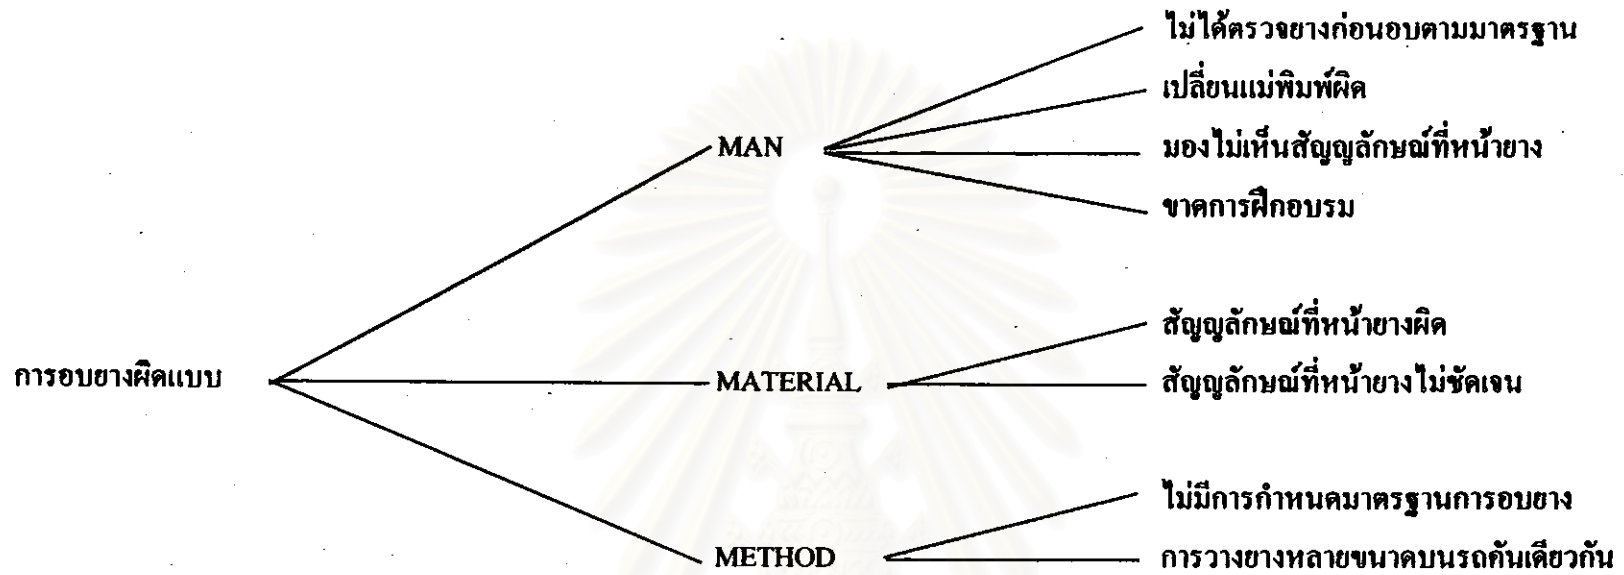 ไม่ได้ตรวจยางก่อนอบตามมาตรฐาน
เปลี่ยนแม่พิมพ์ผิด
MAN
มองไม่เห็นสัญญลักษณ์ที่หน้ายาง
ขาดการฝึกอบรม
สัญญลักษณ์ที่หน้ายางผิด
การอบยางผิดแบบ
MATERIAL
สัญญลักษณ์ที่หน้ายางไม่ชัดเจน
ไม่มีการกำหนดมาตรฐานการอบยาง
METHOD
การวางยางหลายขนาดบนรถคันเดียวกัน